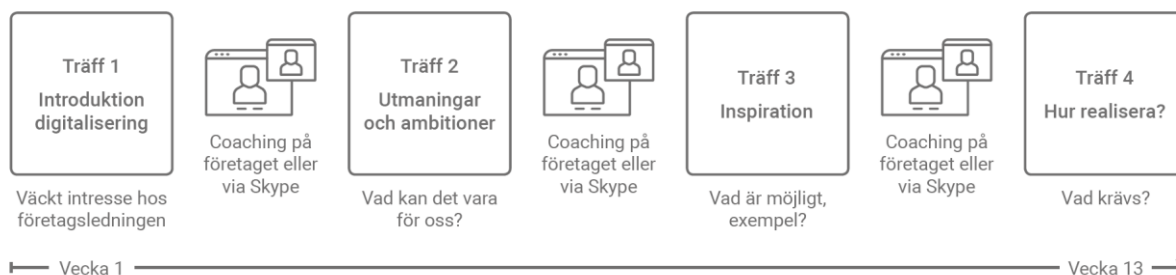 Träff 1
Introduktion
digitalisering
Väckt intresse hos
företagsledningen
Coaching på
företaget eller
via Skype
Träff 2
Utmaningar
och ambitioner
Vad kan det vara
för oss?
Coaching på
företaget eller
via Skype
Träff 3
Inspiration
Vad är möjligt,
exempel?
Coaching på
företaget eller
via Skype
Träff 4
Hur realisera?
Vad krävs?
Vecka 1
Vecka 13